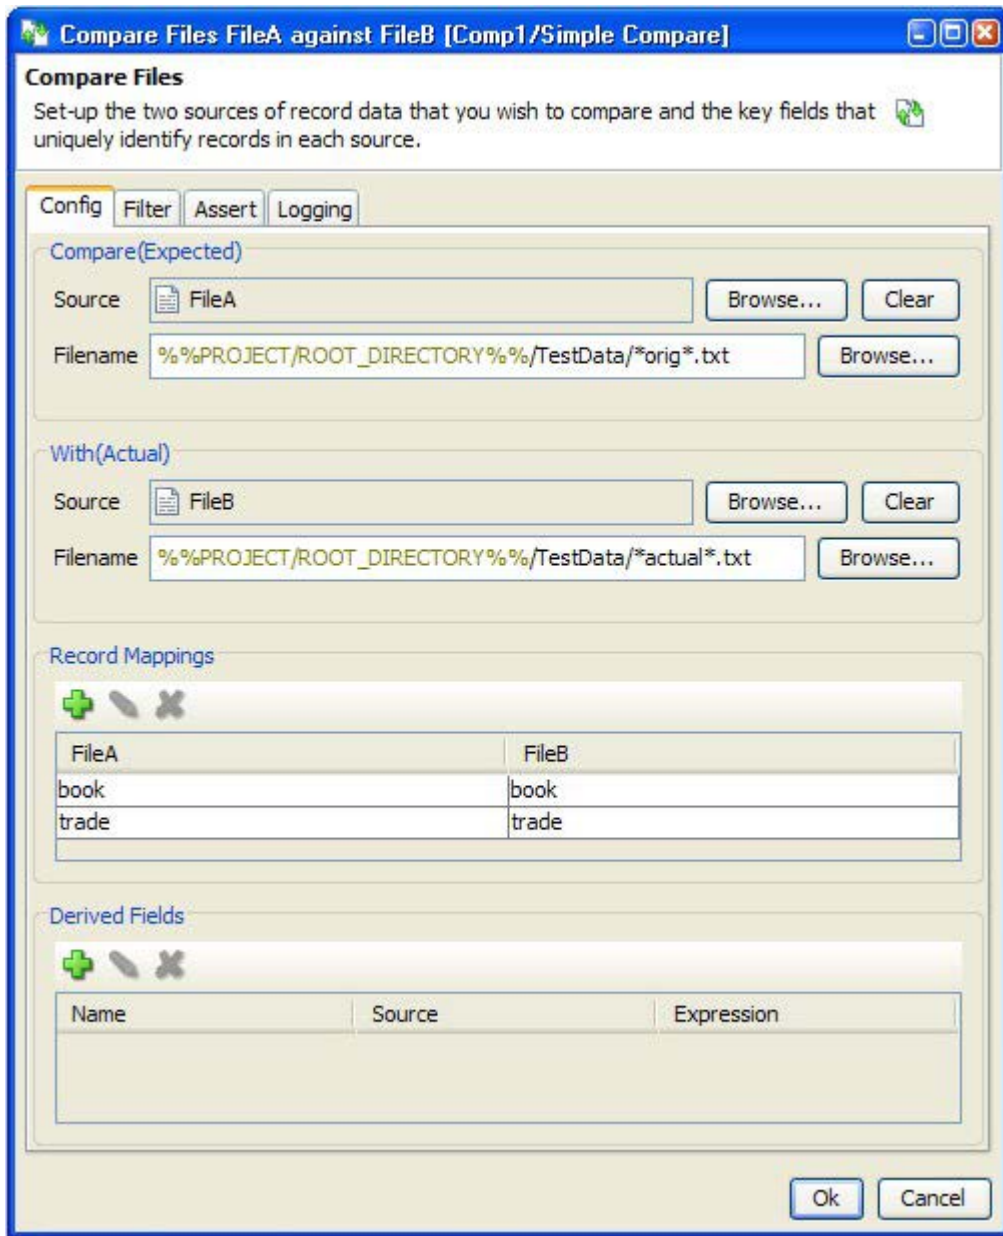 Compare Files FileA against FileB [Comp1/Simple Compare]
Compare Files
Set-up the two sources of record data that you wish to compare and the key fields that
uniquely identify records in each source.
Config Filter Assert Logging
Compare(Expected)
Source FileA Browse... Clear
Filename %%PROJECT/ROOT_DIRECTORY%%/TestData/*orig*.txt Browse...
With(Actual)
Source FileB Browse... Clear
Filename %%PROJECT/ROOT_DIRECTORY%%/TestData/*actual*.txt Browse...
Record Mappings
FileA FileB
book book
trade trade
Derived Fields
Name Source Expression
Ok Cancel